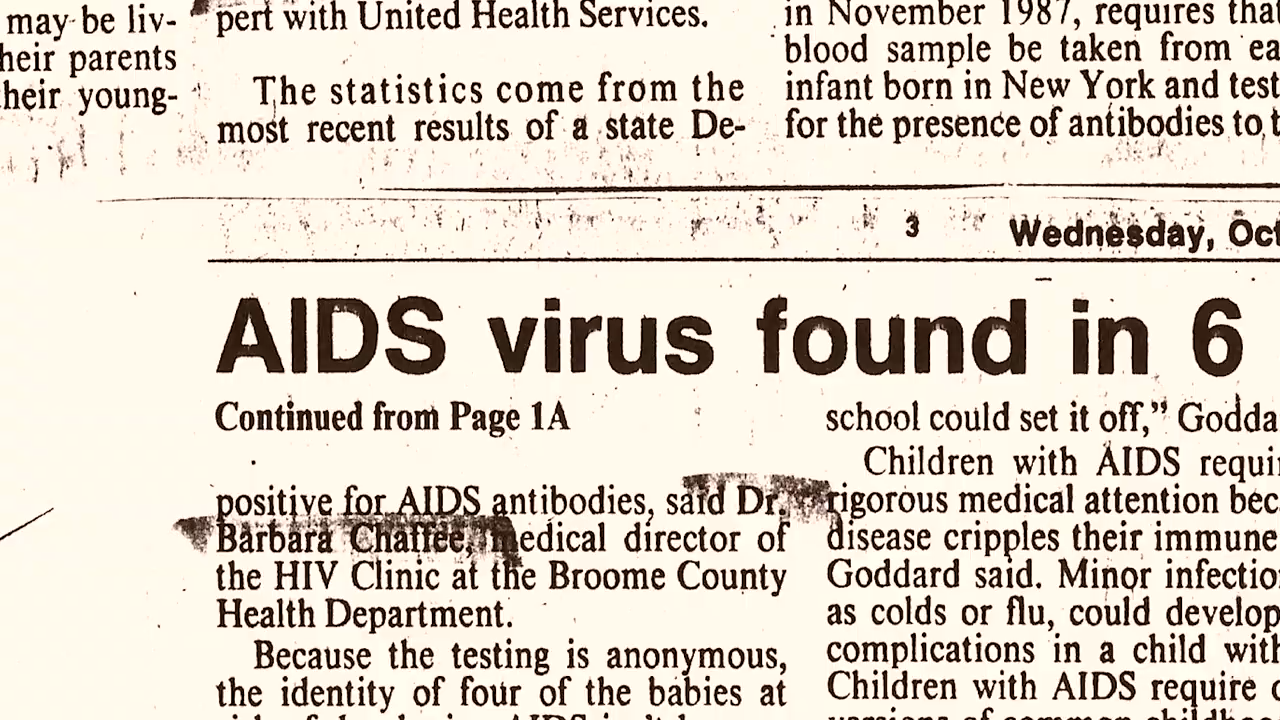 may be liv-
heir parents
heir young-
pert with United Health Services.
The statistics come from the
most recent results of a state De-
in November 1987, requires that
blood sample be taken from ea
infant born in New York and test
for the presence of antibodies to t
3 Wednesday, Oct
AIDS virus found in 6
Continued from Page 1A
positive for AIDS antibodies, said Dr.
Barbara Chaffee, medical director of
the HIV Clinic at the Broome County
Health Department.
Because the testing is anonymous,
the identity of four of the babies at
school could set it off,” Godda
Children with AIDS requi
rigorous medical attention bec
disease cripples their immune
Goddard said. Minor infectio
as colds or flu, could develop
complications in a child with
Children with AIDS require